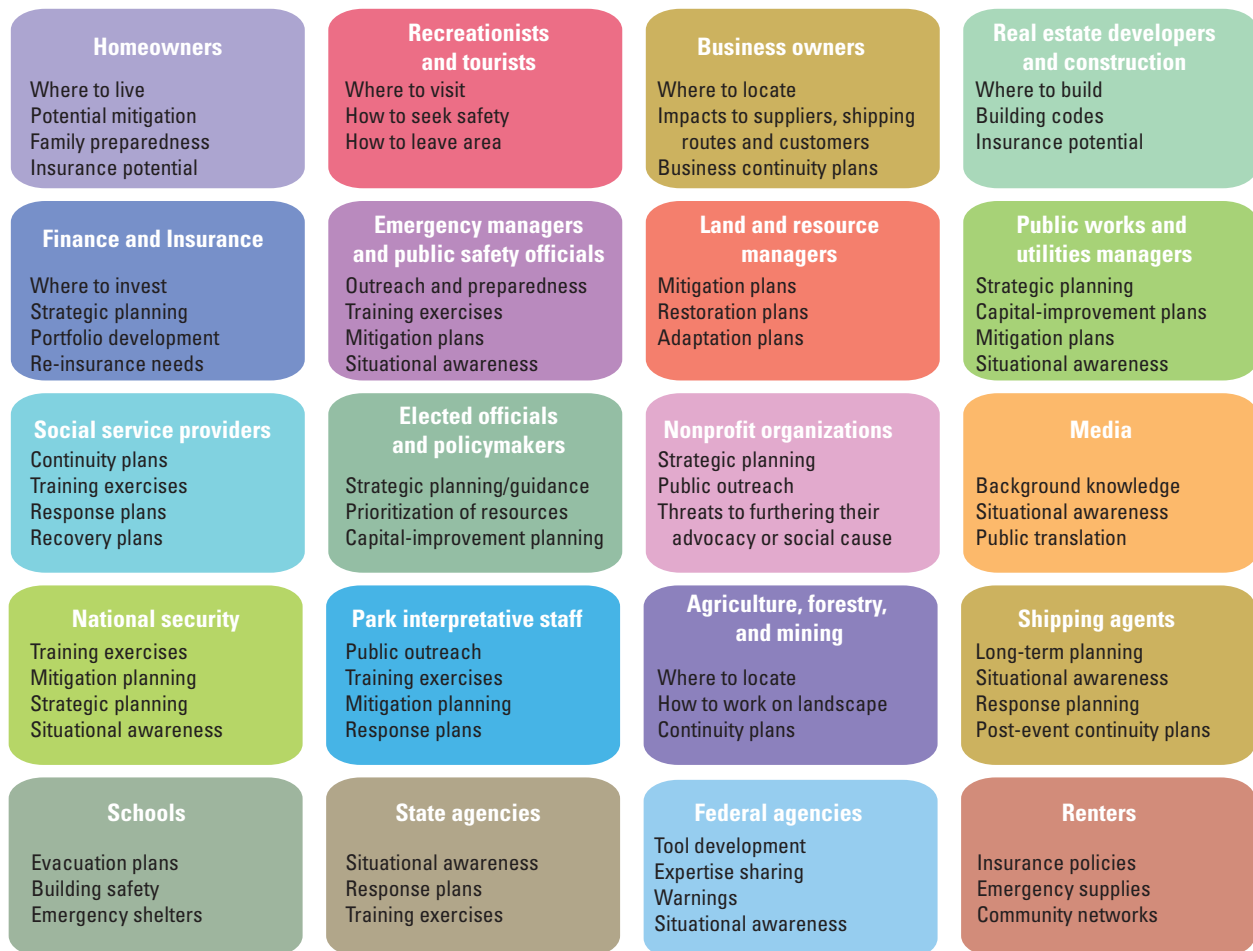 Homeowners
Where to live
Potential mitigation
Family preparedness
Insurance potential
Recreationists
and tourists
Where to visit
How to seek safety
How to leave area
Business owners
Where to locate
Impacts to suppliers, shipping
routes and customers
Business continuity plans
Real estate developers
and construction
Where to build
Building codes
Insurance potential
Finance and Insurance
Where to invest
Strategic planning
Portfolio development
Re-insurance needs
Emergency managers
and public safety officials
Outreach and preparedness
Training exercises
Mitigation plans
Situational awareness
Land and resource
managers
Mitigation plans
Restoration plans
Adaptation plans
Public works and
utilities managers
Strategic planning
Capital-improvement plans
Mitigation plans
Situational awareness
Social service providers
Continuity plans
Training exercises
Response plans
Recovery plans
Elected officials
and policymakers
Strategic planning/guidance
Prioritization of resources
Capital-improvement planning
Nonprofit organizations
Strategic planning
Public outreach
Threats to furthering their
advocacy or social cause
Media
Background knowledge
Situational awareness
Public translation
National security
Training exercises
Mitigation planning
Strategic planning
Situational awareness
Park interpretative staff
Public outreach
Training exercises
Mitigation planning
Response plans
Agriculture, forestry,
and mining
Where to locate
How to work on landscape
Continuity plans
Shipping agents
Long-term planning
Situational awareness
Response planning
Post-event continuity plans
Schools
Evacuation plans
Building safety
Emergency shelters
State agencies
Situational awareness
Response plans
Training exercises
Federal agencies
Tool development
Expertise sharing
Warnings
Situational awareness
Renters
Insurance policies
Emergency supplies
Community networks